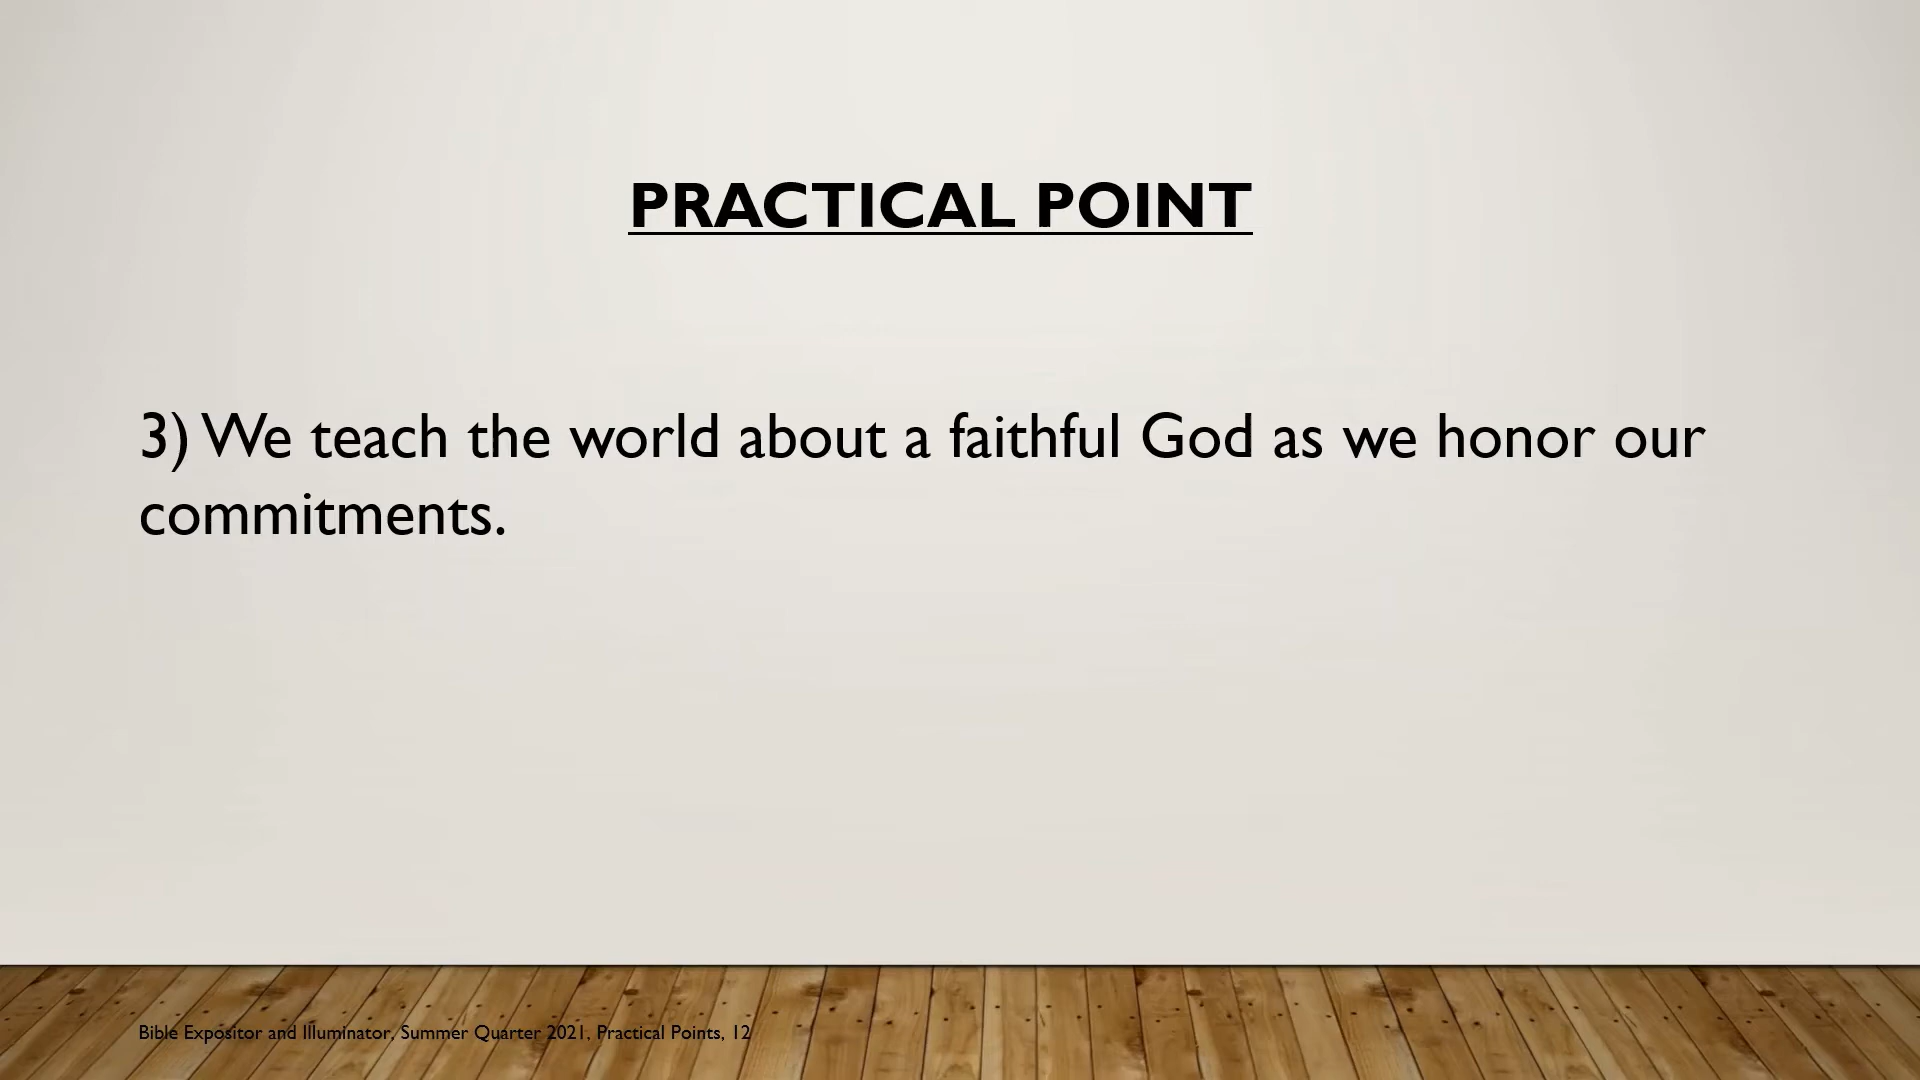 PRACTICAL POINT
3) We teach the world about a faithful God as we honor our
commitments.
Bible Expositor and Illuminator, Summer Quarter 2021, Practical Points, 12